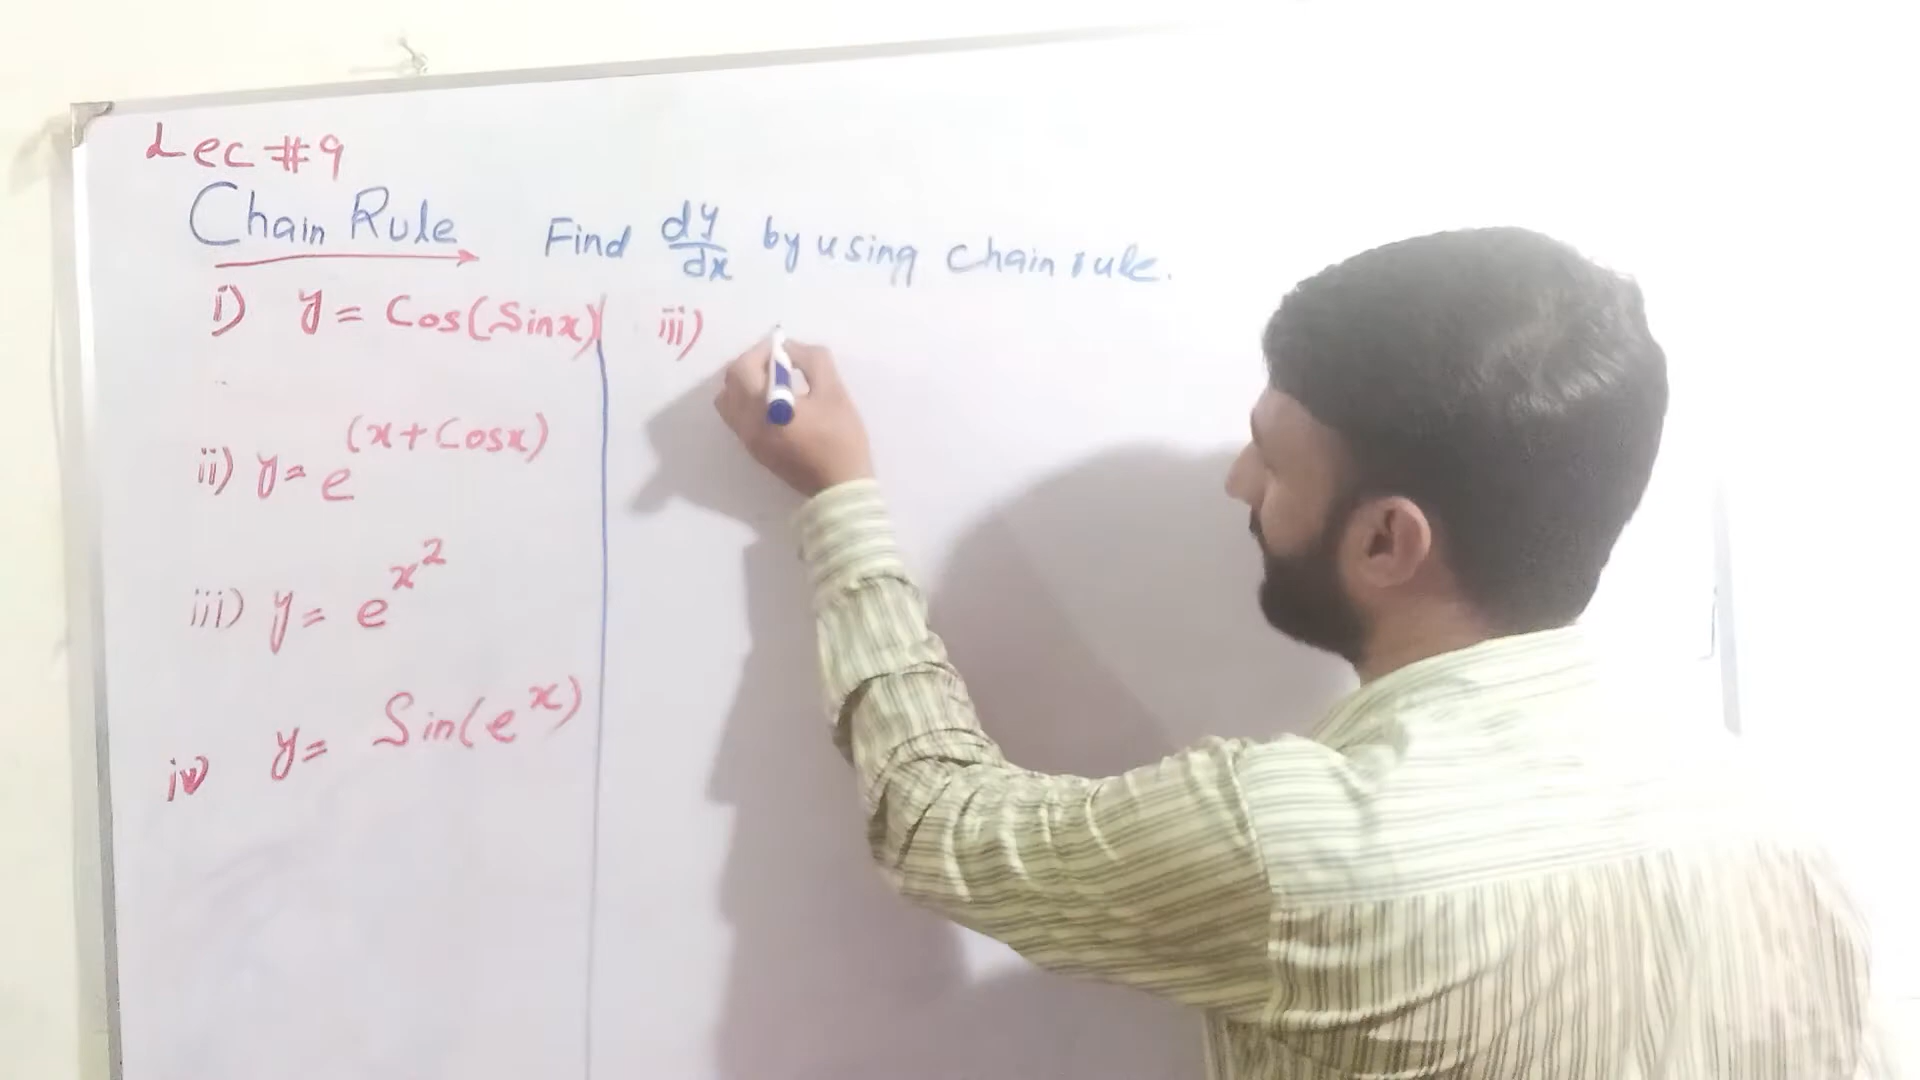 Lec #9
Chain Rule Find dy/dx by using chain rule.
i) y = Cos(Sinx)
ii) y = e^(x+Cosx)
iii) y = e^x^2
iv y = Sin(e^x)
iii)